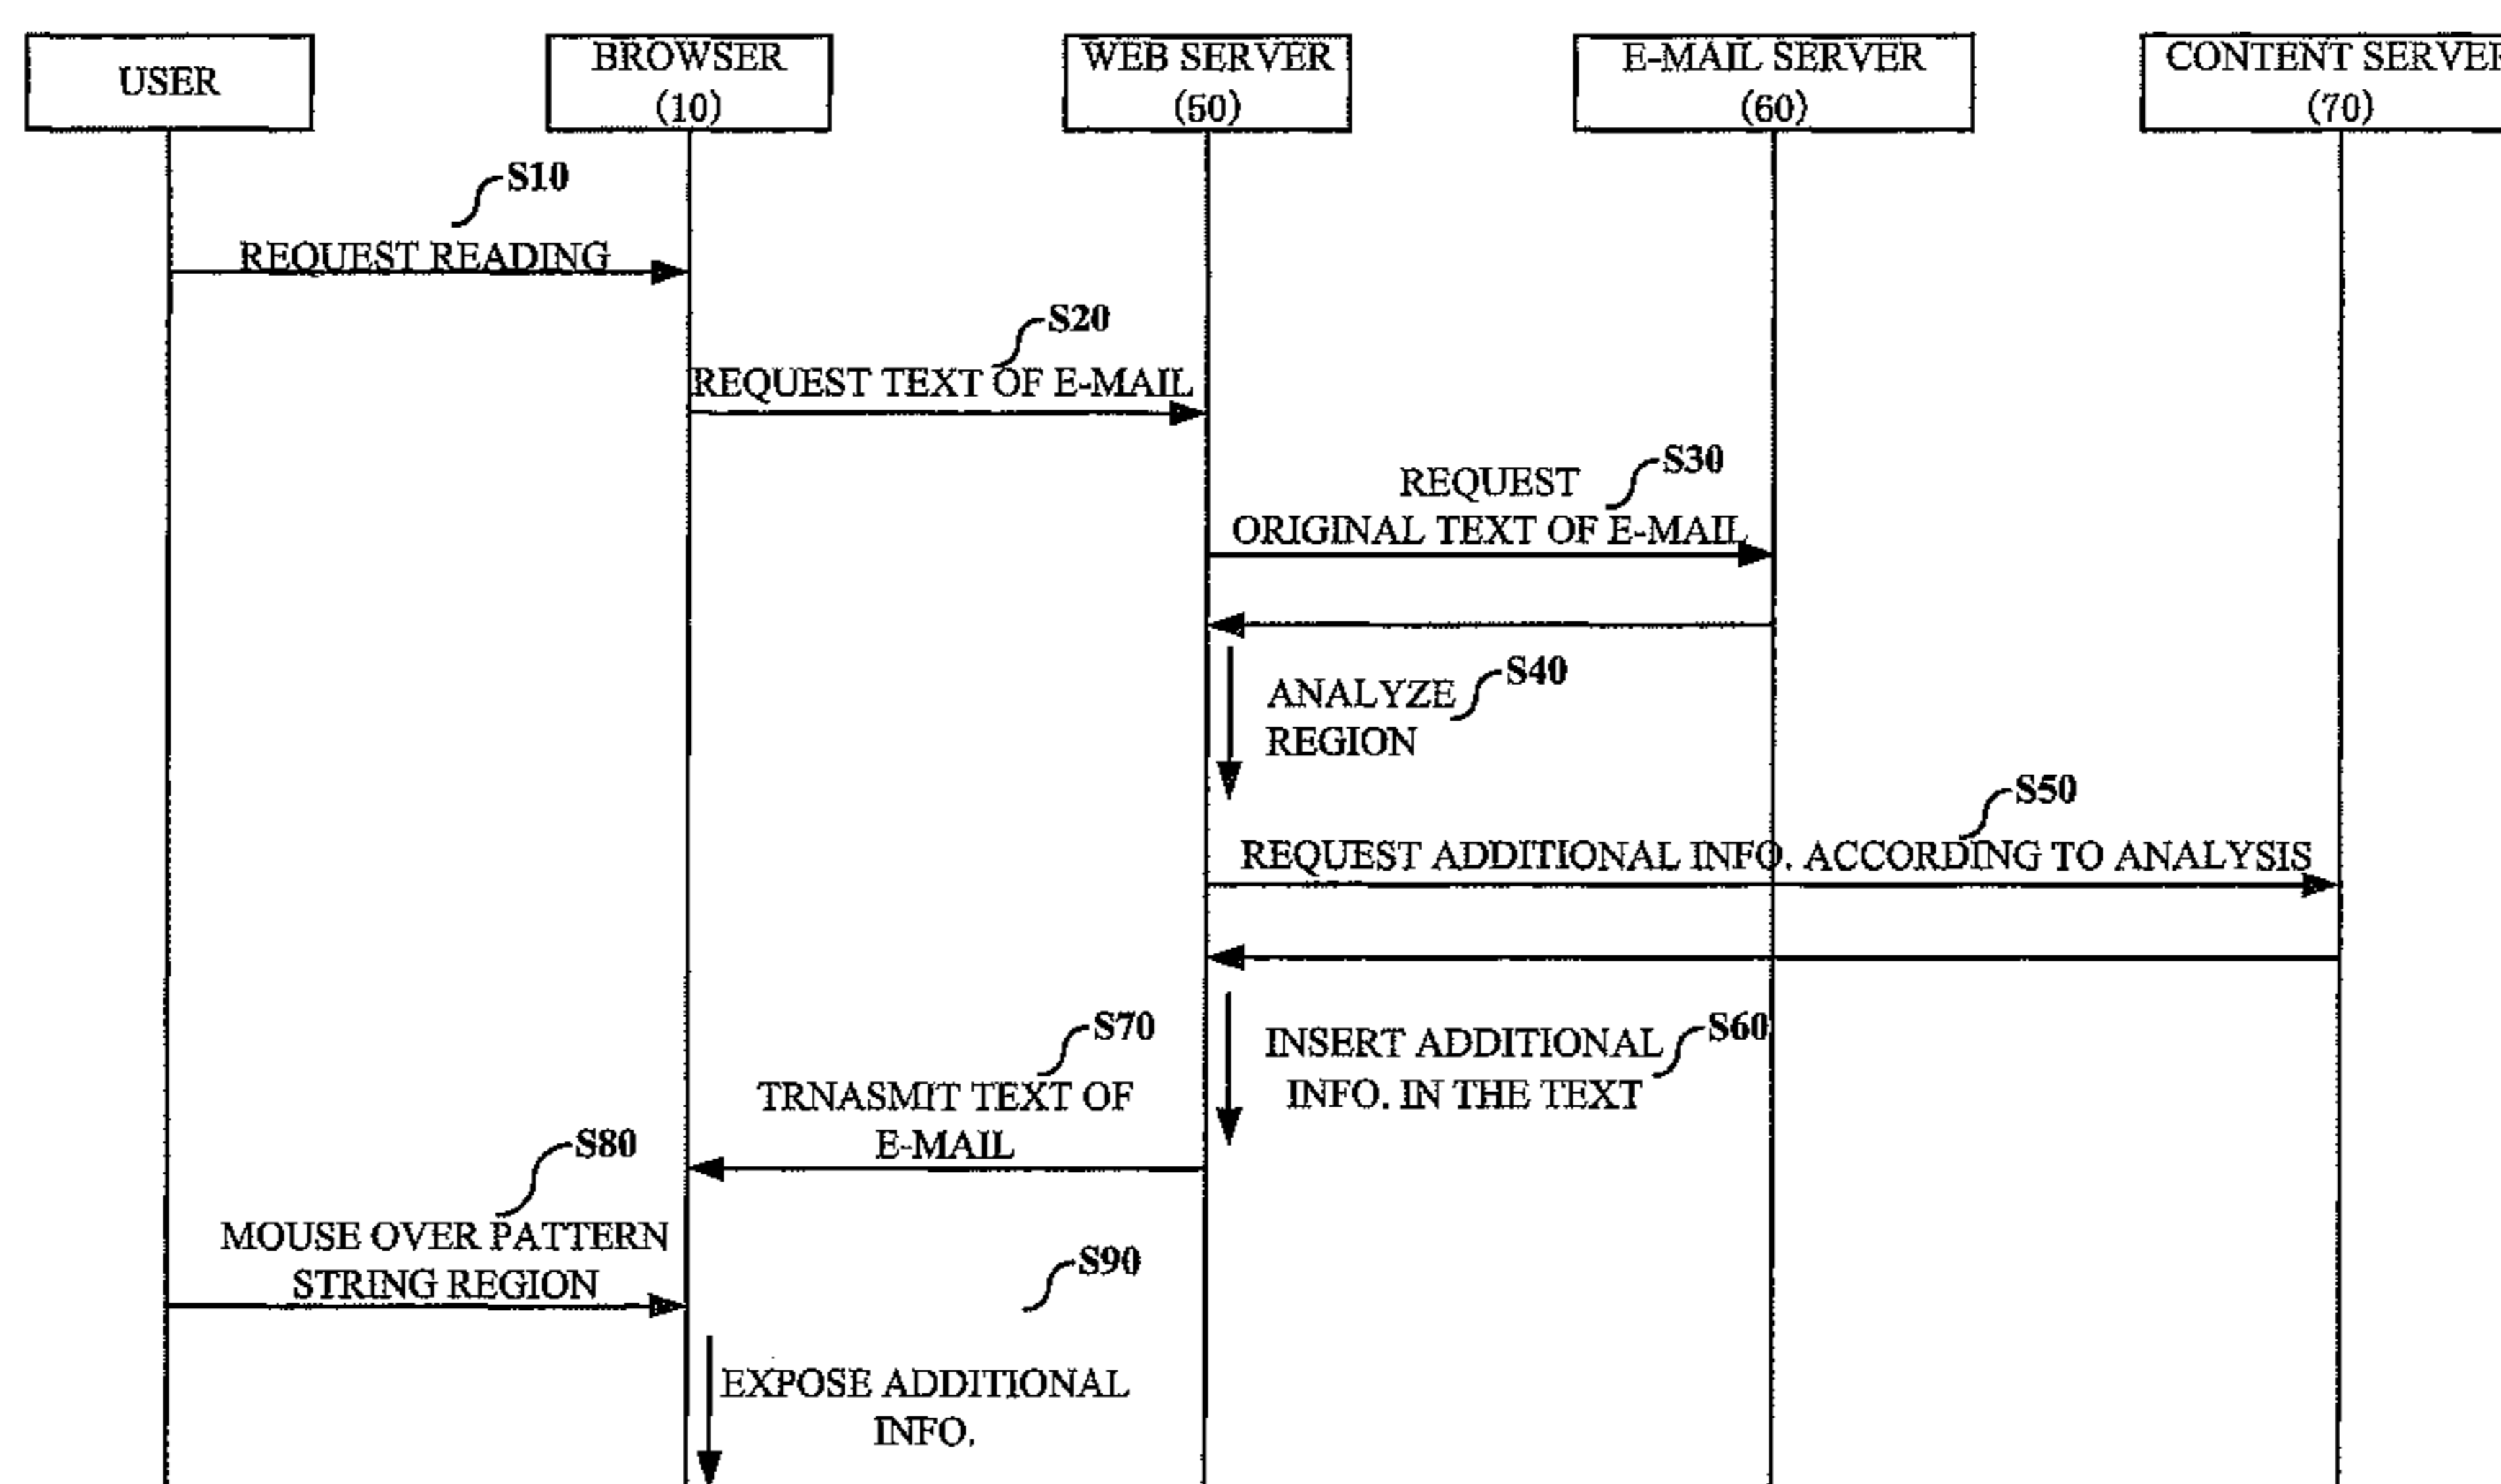 USER
BROWSER
(10)
WEB SERVER
(50)
E-MAIL SERVER
(60)
CONTENT SERVER
(70)
S10
REQUEST READING
S20
REQUEST TEXT OF E-MAIL
S30
REQUEST
ORIGINAL TEXT OF E-MAIL
S40
ANALYZE
REGION
S50
REQUEST ADDITIONAL INFO. ACCORDING TO ANALYSIS
S60
INSERT ADDITIONAL
INFO. IN THE TEXT
S70
TRNASMIT TEXT OF
E-MAIL
S80
MOUSE OVER PATTERN
STRING REGION
S90
EXPOSE ADDITIONAL
INFO.